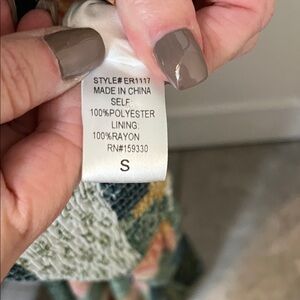 STYLE# ER1117
MADE IN CHINA
SELF
100%POLYESTER
LINING:
100%RAYON
RN#159330
S